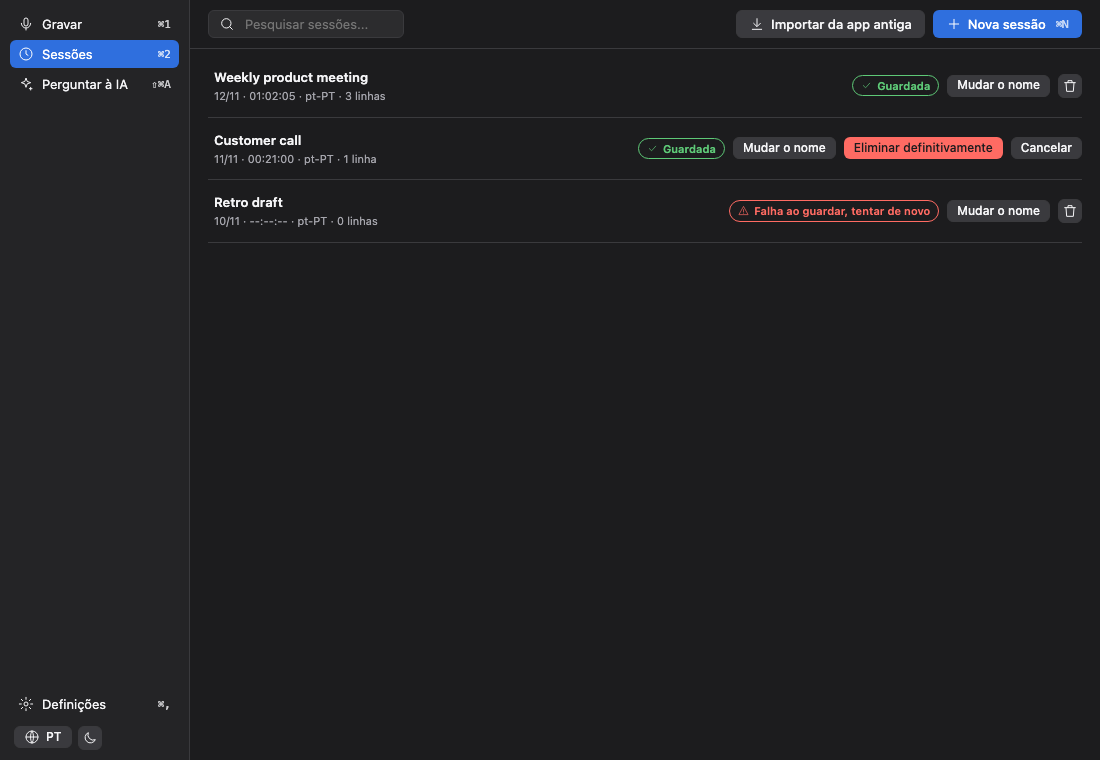 Gravar ⌘1
Sessões ⌘2
Perguntar à IA ⇧⌘A
Pesquisar sessões...
Importar da app antiga
Nova sessão ⌘N
Weekly product meeting
12/11 · 01:02:05 · pt-PT · 3 linhas
Guardada
Mudar o nome
Customer call
11/11 · 00:21:00 · pt-PT · 1 linha
Guardada
Mudar o nome
Eliminar definitivamente
Cancelar
Retro draft
10/11 · --:--:-- · pt-PT · 0 linhas
Falha ao guardar, tentar de novo
Mudar o nome
Definições ⌘,
PT